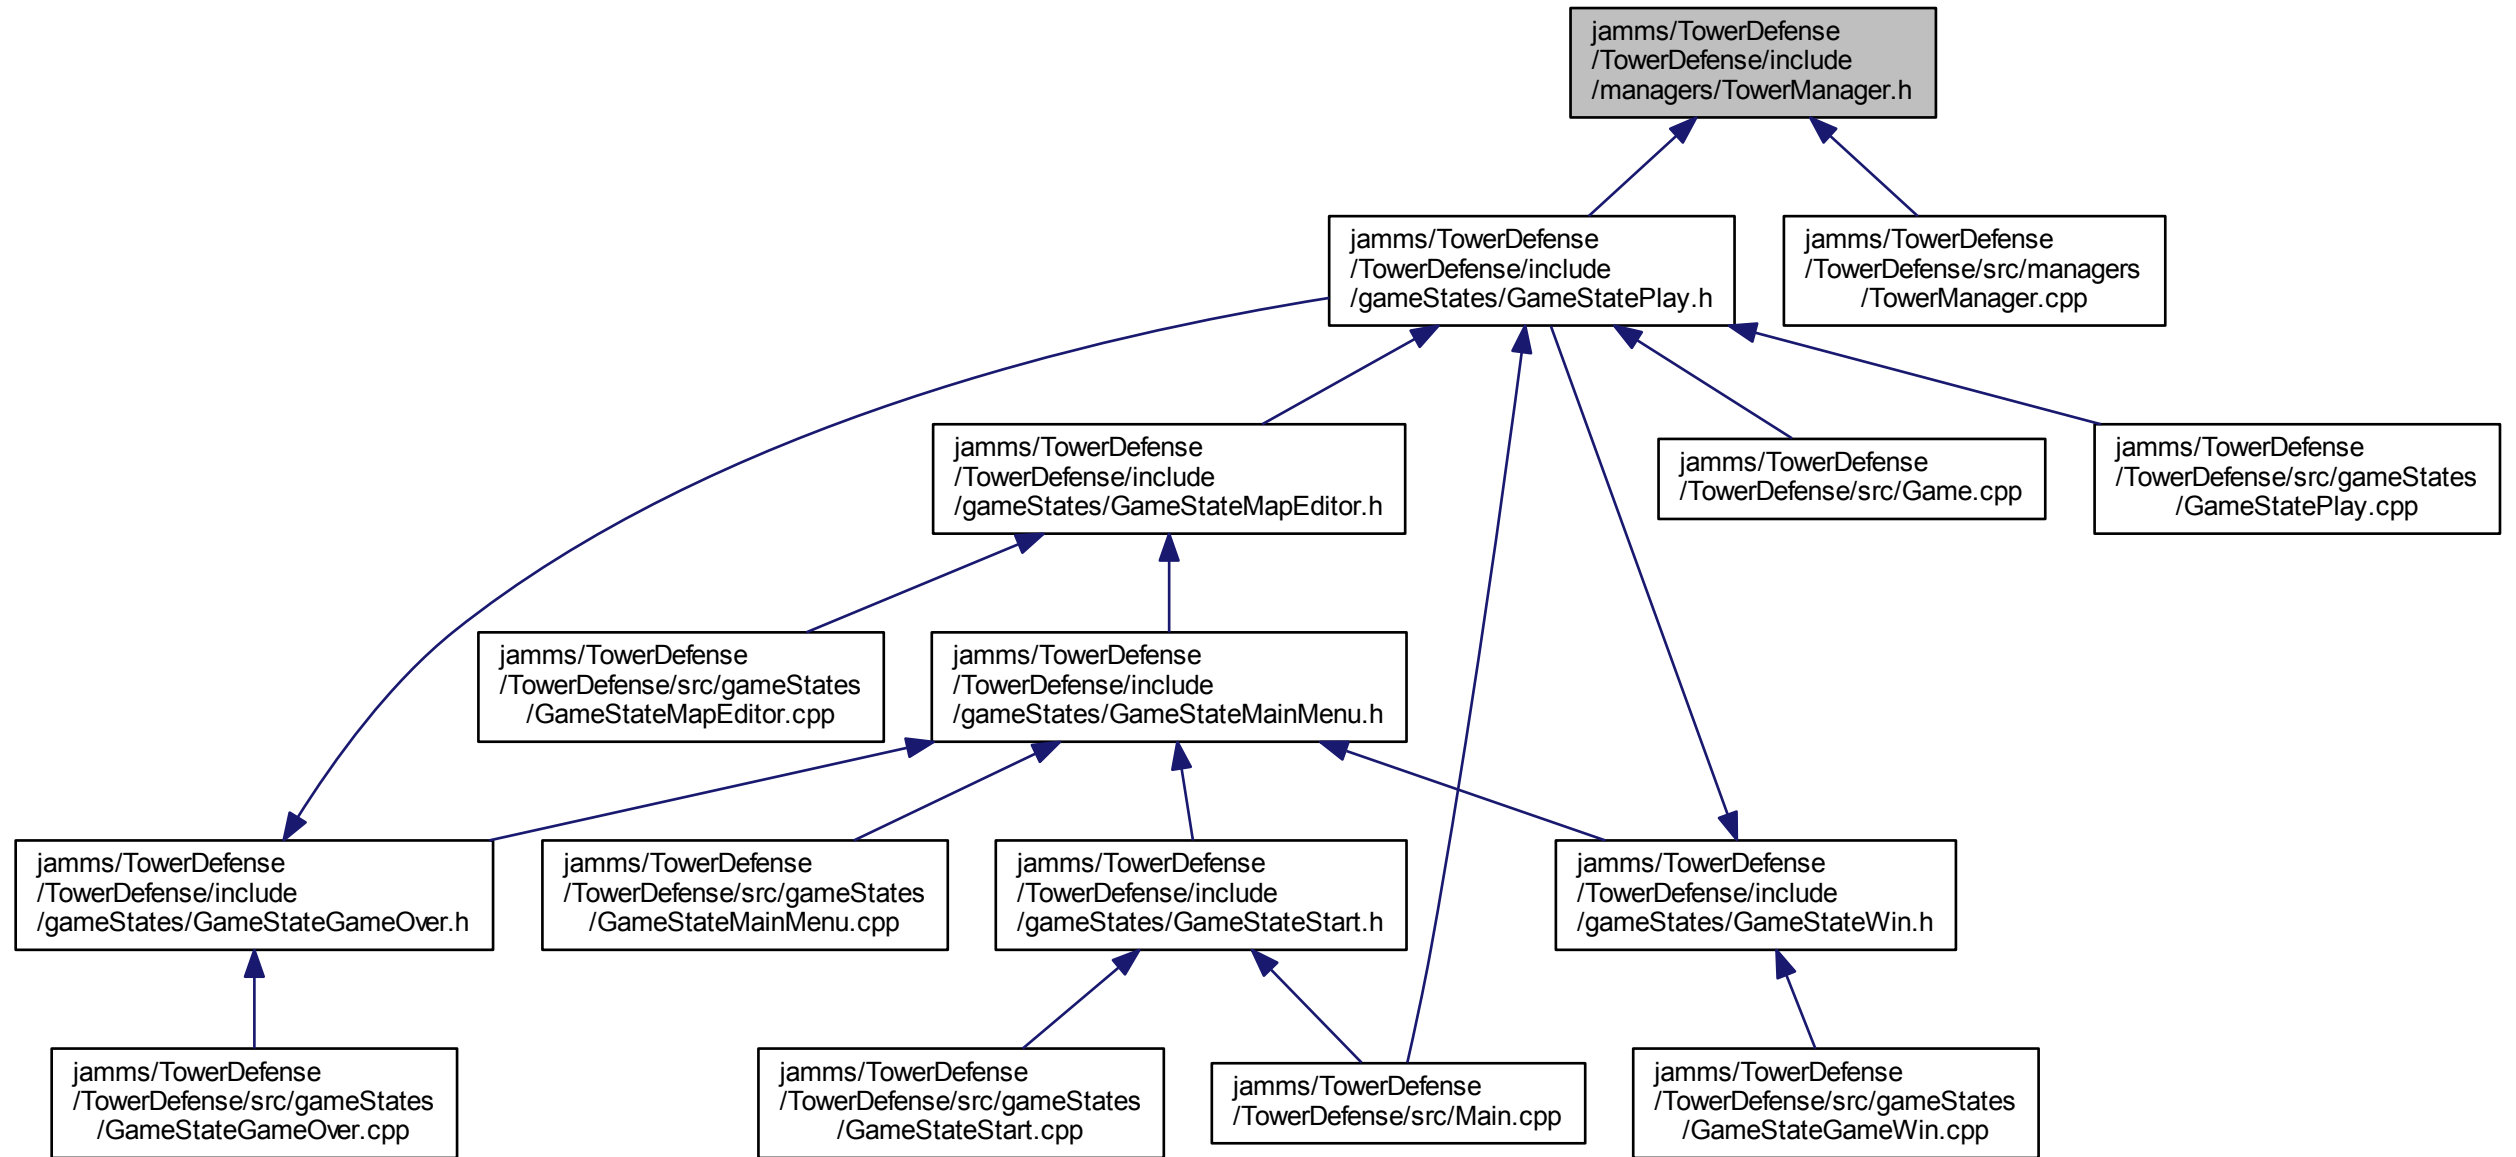 jamms/TowerDefense
/TowerDefense/include
/managers/TowerManager.h
jamms/TowerDefense
/TowerDefense/include
/gameStates/GameStatePlay.h
jamms/TowerDefense
/TowerDefense/src/managers
/TowerManager.cpp
jamms/TowerDefense
/TowerDefense/include
/gameStates/GameStateMapEditor.h
jamms/TowerDefense
/TowerDefense/src/Game.cpp
jamms/TowerDefense
/TowerDefense/src/gameStates
/GameStatePlay.cpp
jamms/TowerDefense
/TowerDefense/src/gameStates
/GameStateMapEditor.cpp
jamms/TowerDefense
/TowerDefense/include
/gameStates/GameStateMainMenu.h
jamms/TowerDefense
/TowerDefense/include
/gameStates/GameStateGameOver.h
jamms/TowerDefense
/TowerDefense/src/gameStates
/GameStateMainMenu.cpp
jamms/TowerDefense
/TowerDefense/include
/gameStates/GameStateStart.h
jamms/TowerDefense
/TowerDefense/include
/gameStates/GameStateWin.h
jamms/TowerDefense
/TowerDefense/src/gameStates
/GameStateGameOver.cpp
jamms/TowerDefense
/TowerDefense/src/gameStates
/GameStateStart.cpp
jamms/TowerDefense
/TowerDefense/src/Main.cpp
jamms/TowerDefense
/TowerDefense/src/gameStates
/GameStateGameWin.cpp